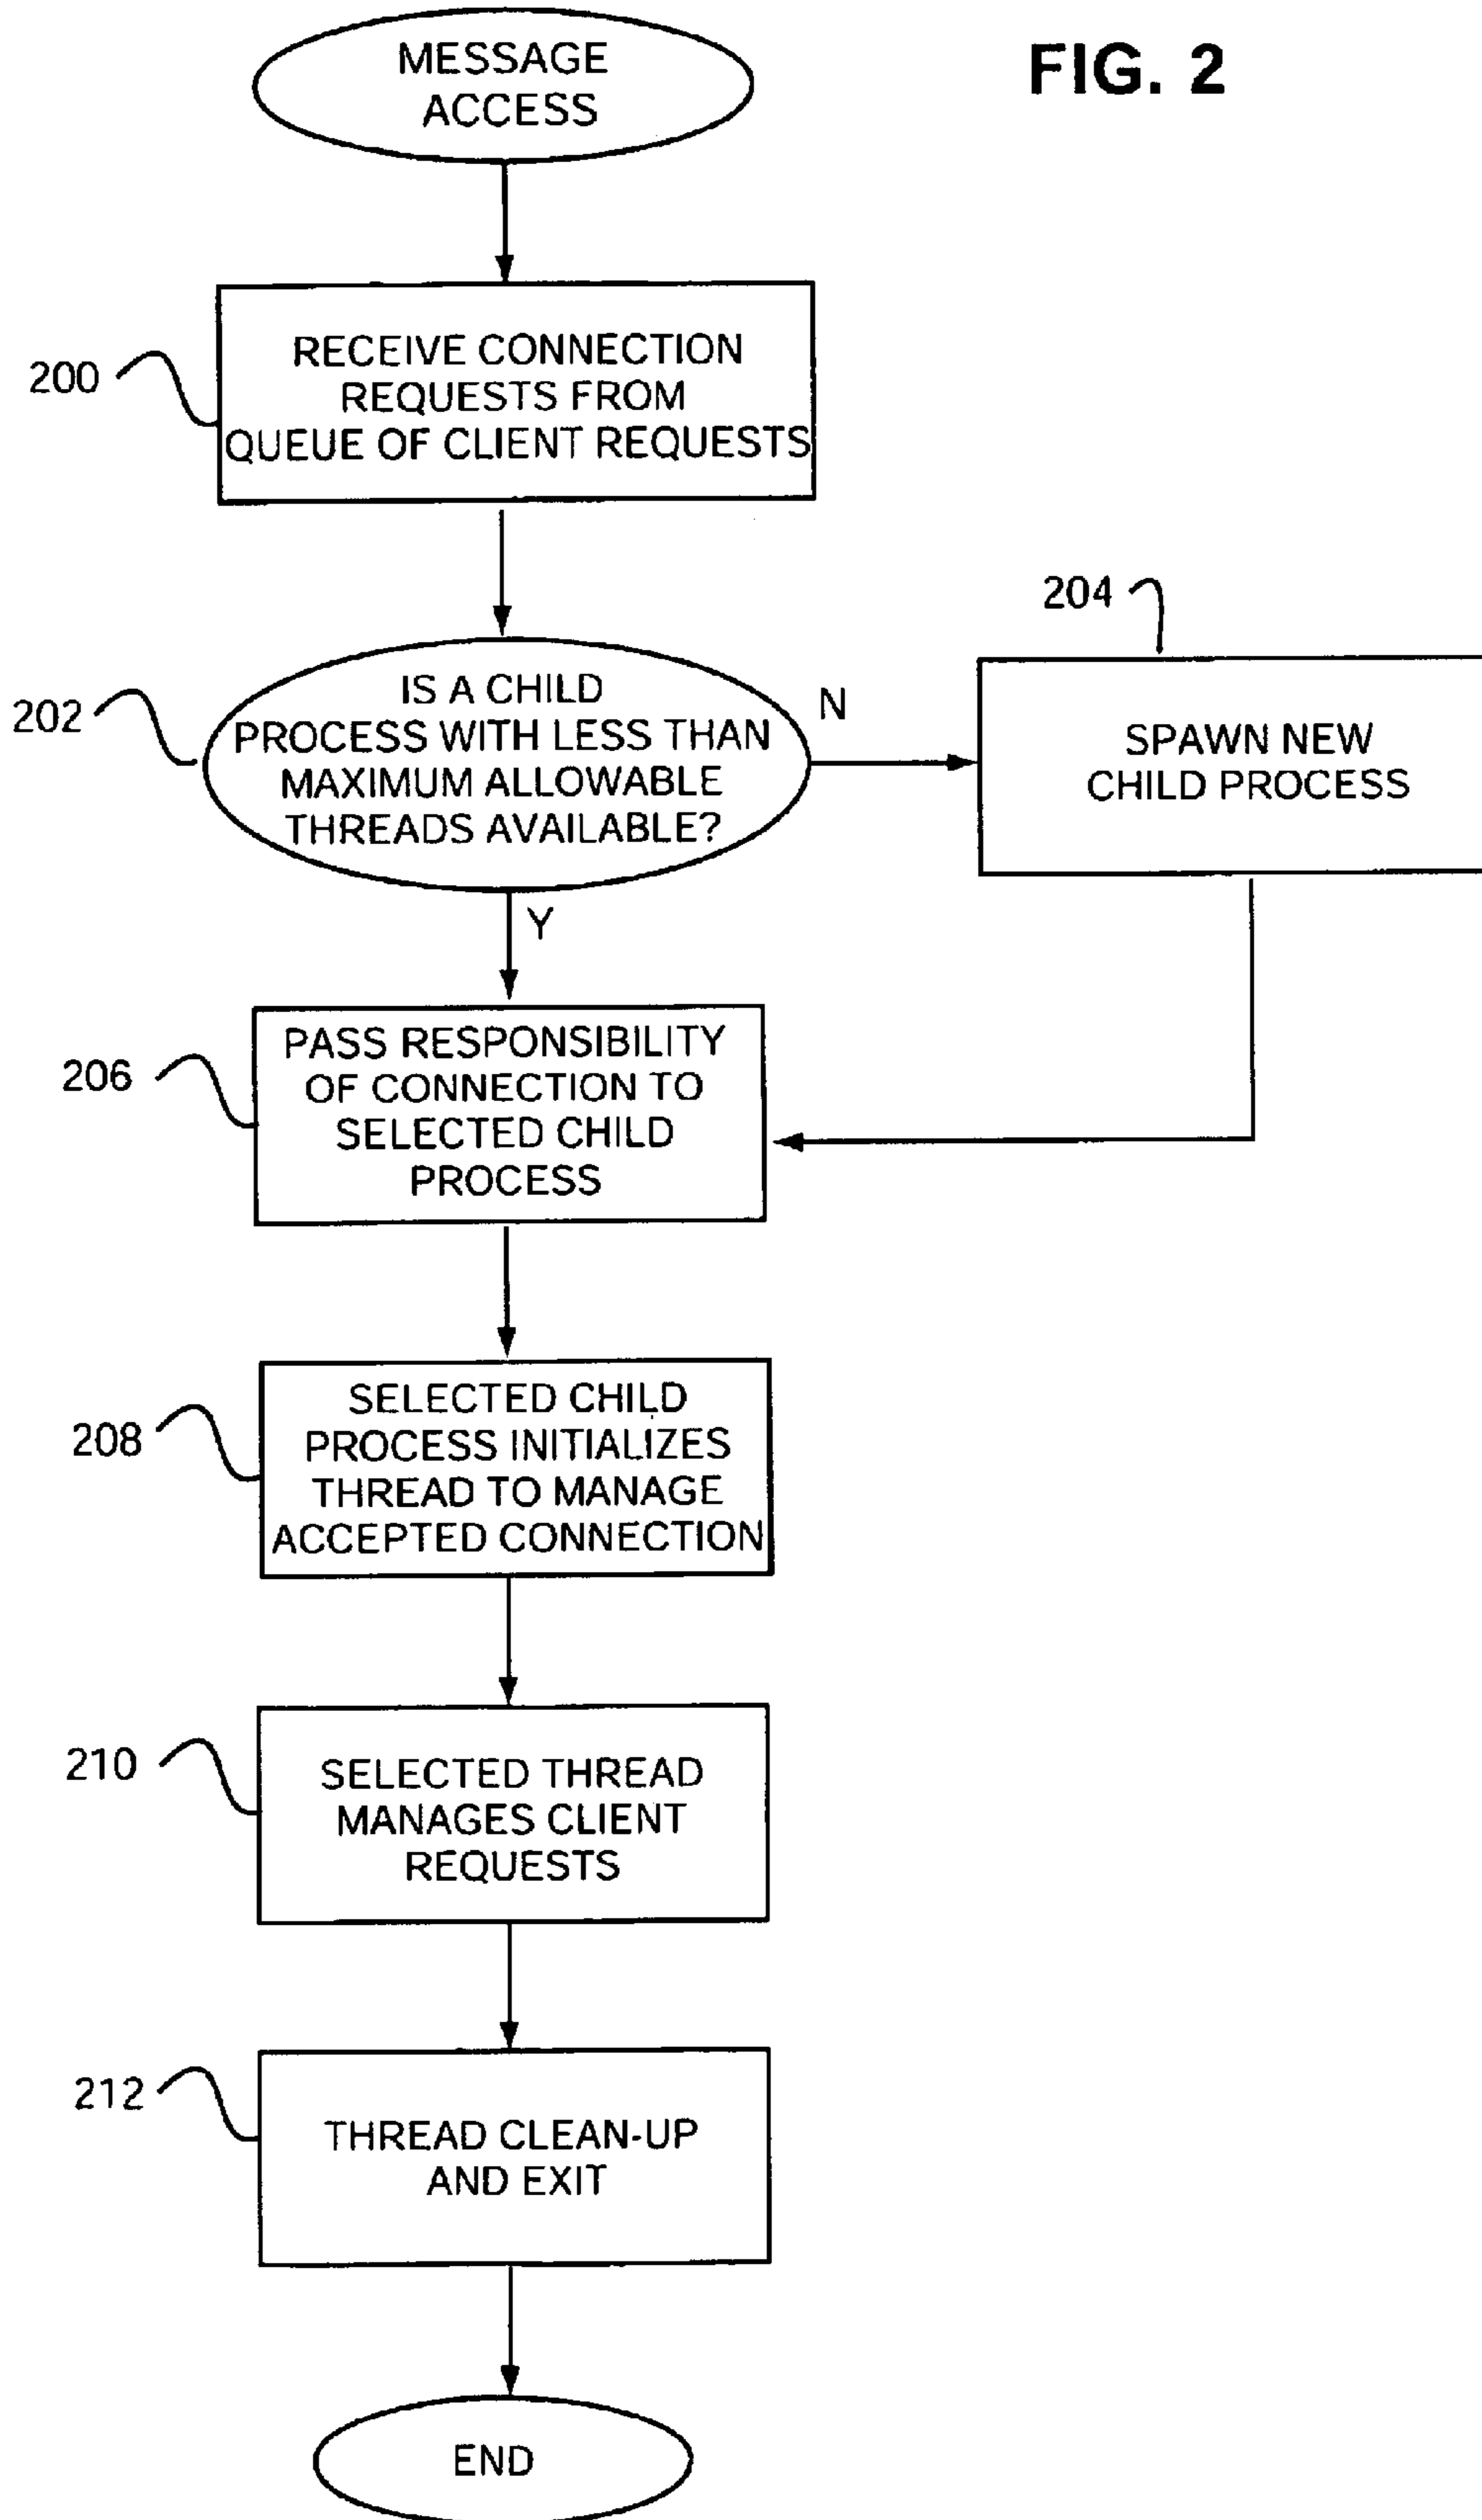 MESSAGE
ACCESS
FIG. 2
200
RECEIVE CONNECTION
REQUESTS FROM
QUEUE OF CLIENT REQUESTS
204
202
IS A CHILD
PROCESS WITH LESS THAN
MAXIMUM ALLOWABLE
THREADS AVAILABLE?
N
SPAWN NEW
CHILD PROCESS
Y
206
PASS RESPONSIBILITY
OF CONNECTION TO
SELECTED CHILD
PROCESS
208
SELECTED CHILD
PROCESS INITIALIZES
THREAD TO MANAGE
ACCEPTED CONNECTION
210
SELECTED THREAD
MANAGES CLIENT
REQUESTS
212
THREAD CLEAN-UP
AND EXIT
END